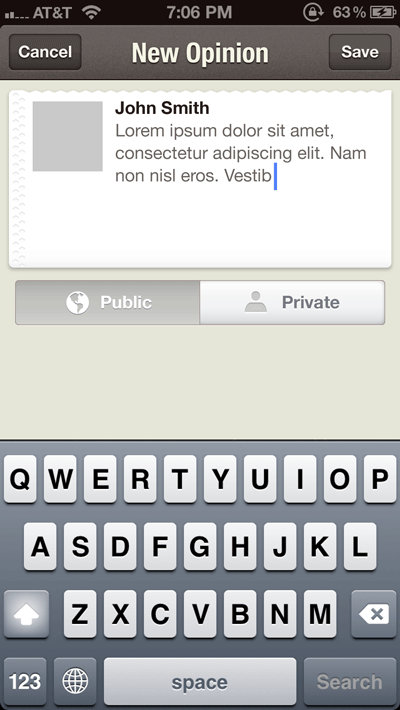 AT&T 7:06 PM 63%
Cancel New Opinion Save
John Smith
Lorem ipsum dolor sit amet,
consectetur adipiscing elit. Nam
non nisl eros. Vestib
Public Private
Q W E R T Y U I O P
A S D F G H J K L
Z X C V B N M
123 space Search